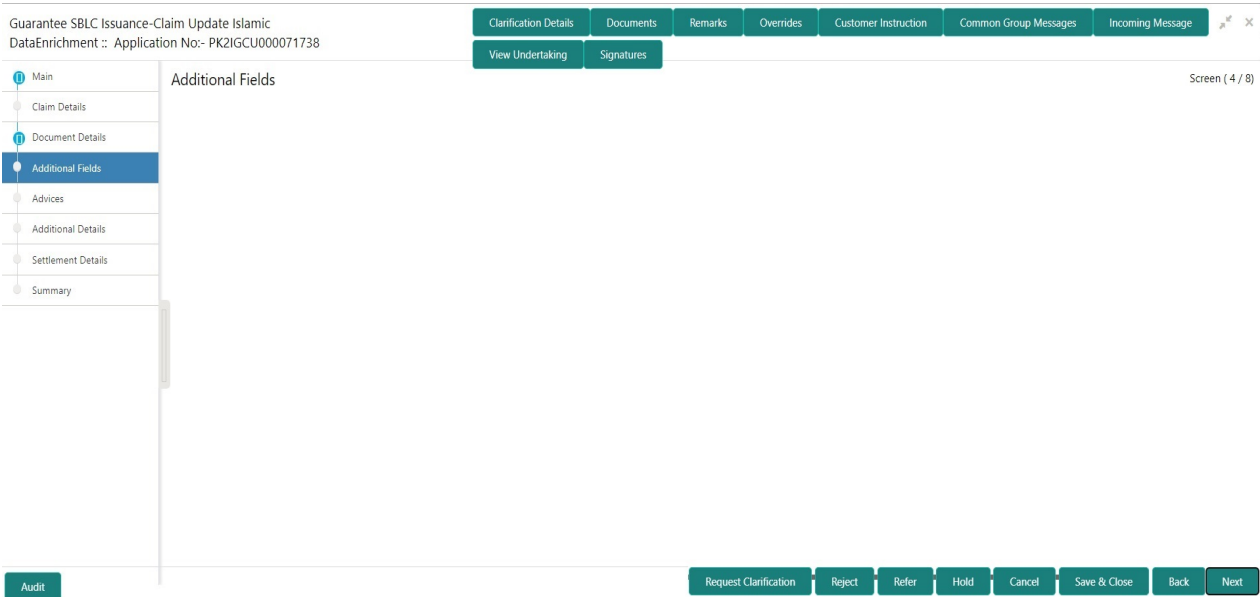 Guarantee SBLC Issuance-Claim Update Islamic
DataEnrichment :: Application No:- PK2IGCU000071738
Clarification Details
Documents
Remarks
Overrides
Customer Instruction
Common Group Messages
Incoming Message
View Undertaking
Signatures
Main
Claim Details
Document Details
Additional Fields
Advices
Additional Details
Settlement Details
Summary
Additional Fields
Screen ( 4 / 8)
Audit
Request Clarification
Reject
Refer
Hold
Cancel
Save & Close
Back
Next